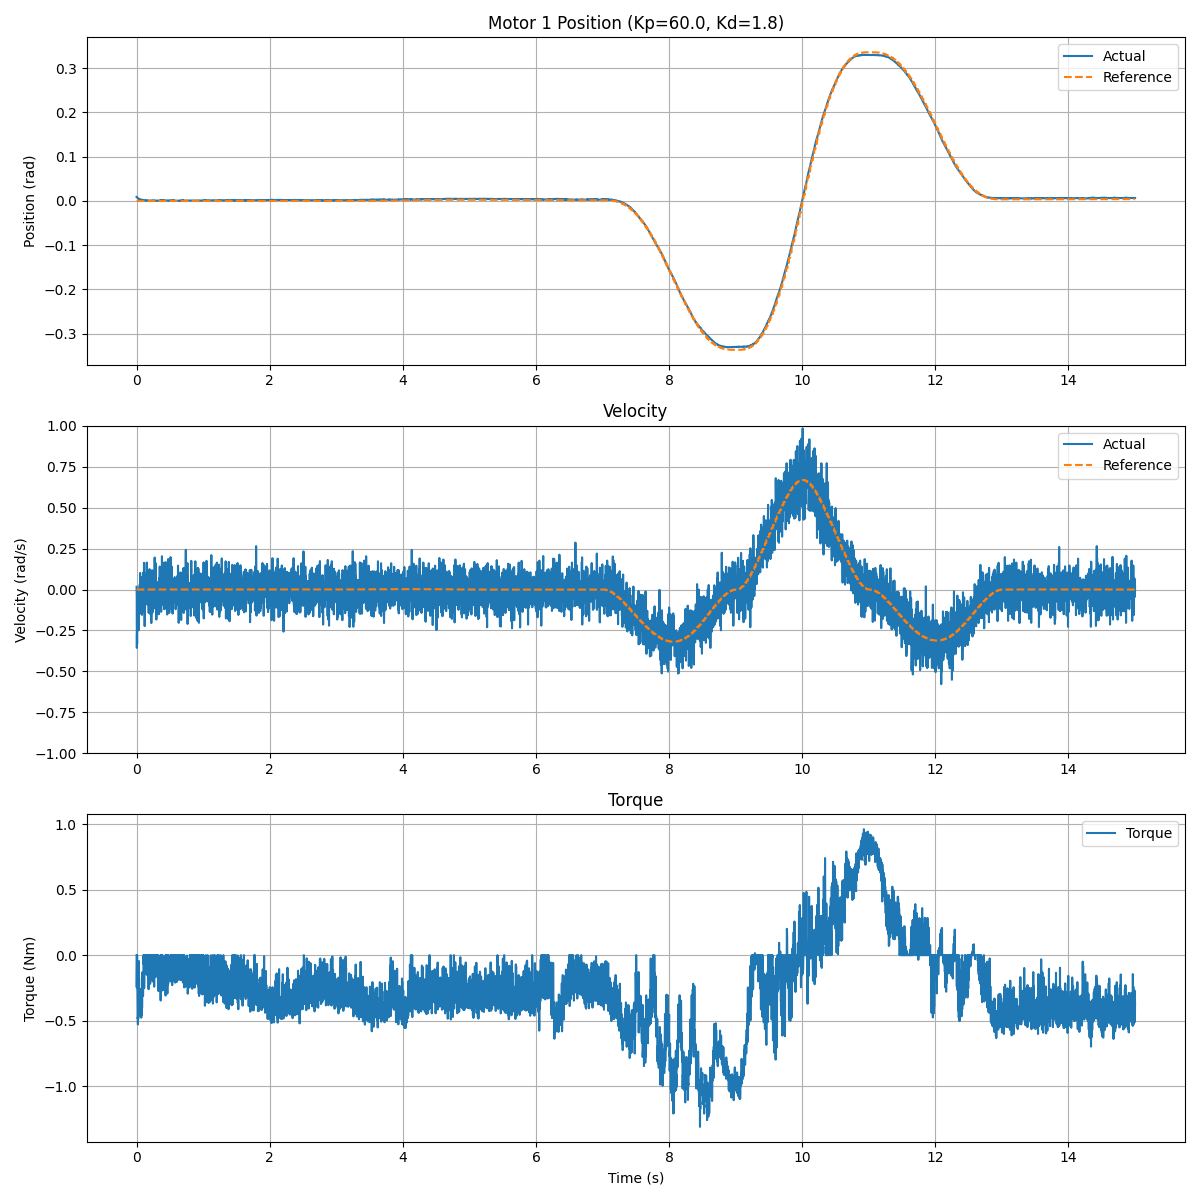 Motor 1 Position (Kp=60.0, Kd=1.8)
Position (rad)
0.3
0.2
0.1
0.0
−0.1
−0.2
−0.3
Actual
Reference
0 2 4 6 8 10 12 14
Velocity
Velocity (rad/s)
1.00
0.75
0.50
0.25
0.00
−0.25
−0.50
−0.75
−1.00
Actual
Reference
0 2 4 6 8 10 12 14
Torque
Torque (Nm)
1.0
0.5
0.0
−0.5
−1.0
Torque
0 2 4 6 8 10 12 14
Time (s)